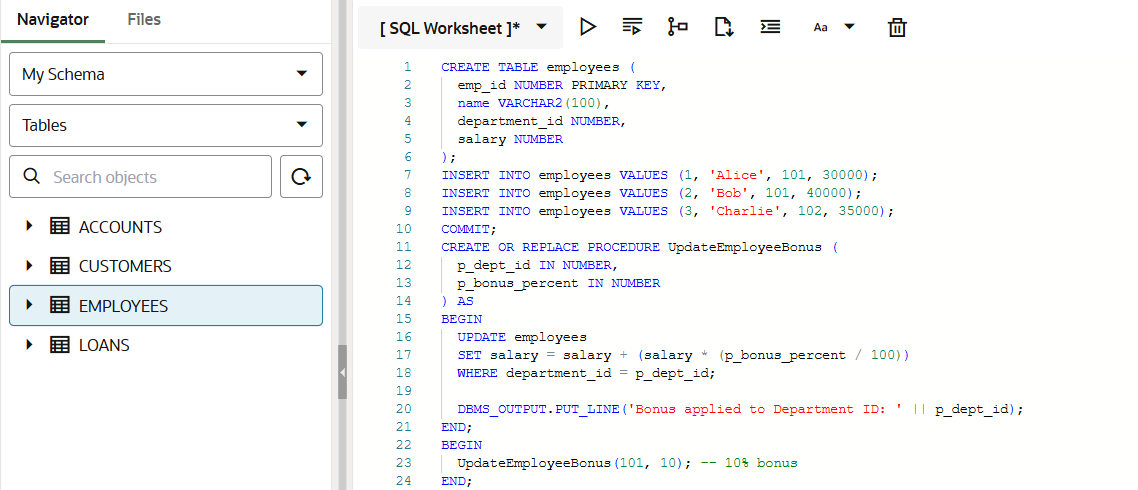 Navigator
Files
My Schema
Tables
Search objects
ACCOUNTS
CUSTOMERS
EMPLOYEES
LOANS
[ SQL Worksheet ]*
Aa
1 CREATE TABLE employees (
2 emp_id NUMBER PRIMARY KEY,
3 name VARCHAR2(100),
4 department_id NUMBER,
5 salary NUMBER
6 );
7 INSERT INTO employees VALUES (1, 'Alice', 101, 30000);
8 INSERT INTO employees VALUES (2, 'Bob', 101, 40000);
9 INSERT INTO employees VALUES (3, 'Charlie', 102, 35000);
10 COMMIT;
11 CREATE OR REPLACE PROCEDURE UpdateEmployeeBonus (
12 p_dept_id IN NUMBER,
13 p_bonus_percent IN NUMBER
14 ) AS
15 BEGIN
16 UPDATE employees
17 SET salary = salary + (salary * (p_bonus_percent / 100))
18 WHERE department_id = p_dept_id;
19
20 DBMS_OUTPUT.PUT_LINE('Bonus applied to Department ID: ' || p_dept_id);
21 END;
22 BEGIN
23 UpdateEmployeeBonus(101, 10); -- 10% bonus
24 END;